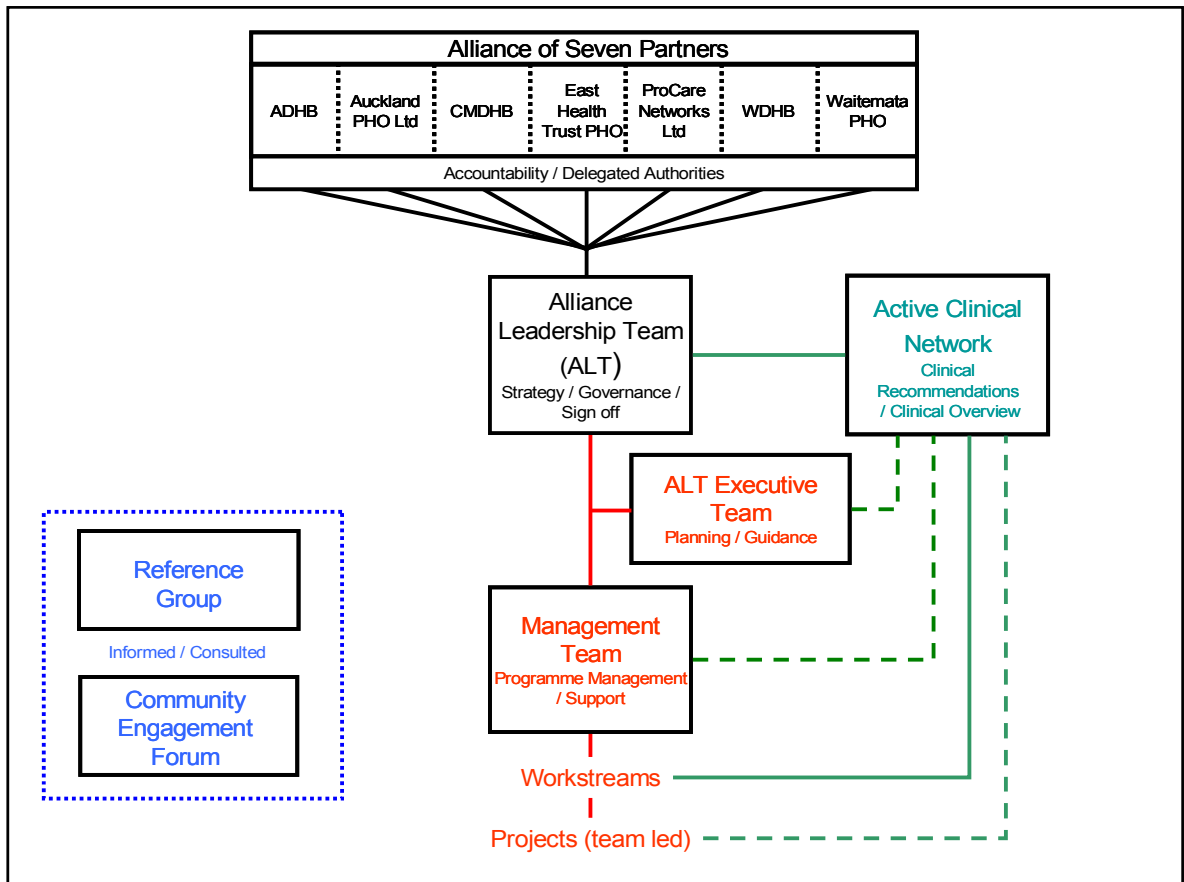 Alliance of Seven Partners
ADHB
Auckland
PHO Ltd
CMDHB
East
Health
Trust PHO
ProCare
Networks
Ltd
WDHB
Waitemata
PHO
Accountability / Delegated Authorities
Alliance
Leadership Team
(ALT)
Strategy / Governance /
Sign off
Active Clinical
Network
Clinical
Recommendations
/ Clinical Overview
ALT Executive
Team
Planning / Guidance
Reference
Group
Informed / Consulted
Community
Engagement
Forum
Management
Team
Programme Management
/ Support
Workstreams
Projects (team led)